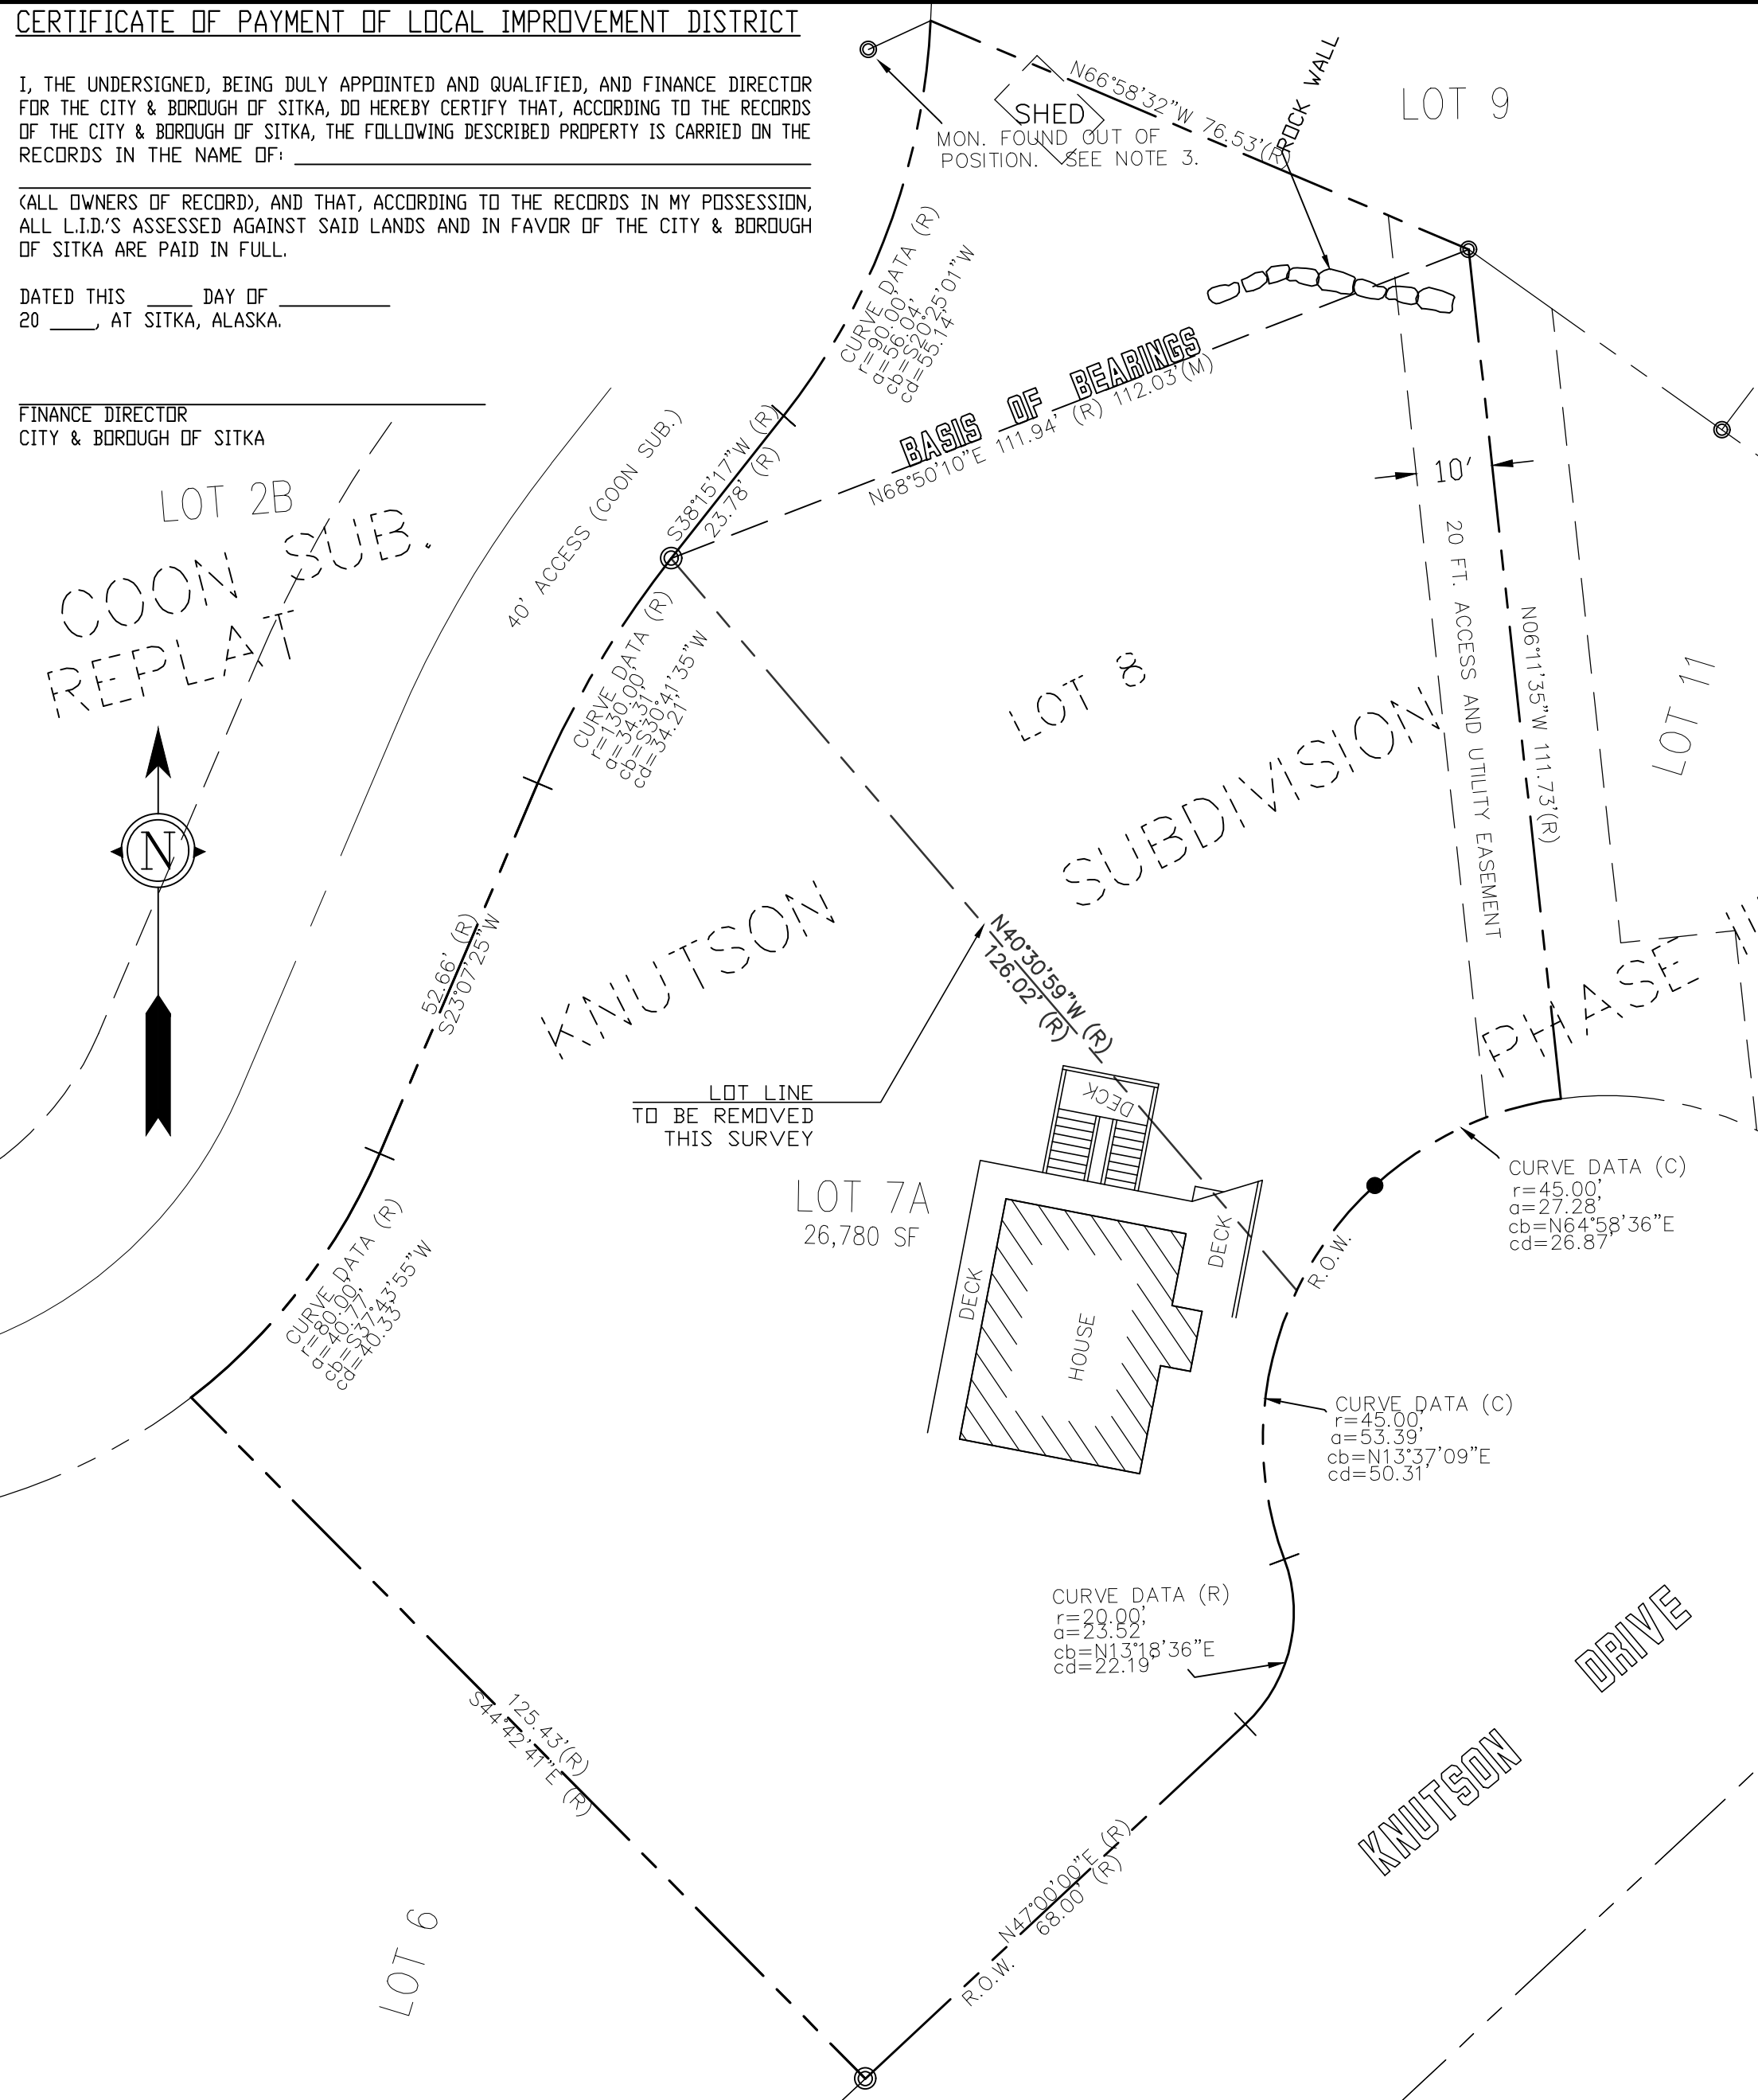 CERTIFICATE OF PAYMENT OF LOCAL IMPROVEMENT DISTRICT
I, THE UNDERSIGNED, BEING DULY APPOINTED AND QUALIFIED, AND FINANCE DIRECTOR
FOR THE CITY & BOROUGH OF SITKA, DO HEREBY CERTIFY THAT, ACCORDING TO THE RECORDS
OF THE CITY & BOROUGH OF SITKA, THE FOLLOWING DESCRIBED PROPERTY IS CARRIED ON THE
RECORDS IN THE NAME OF:
(ALL OWNERS OF RECORD), AND THAT, ACCORDING TO THE RECORDS IN MY POSSESSION,
ALL L.I.D.'S ASSESSED AGAINST SAID LANDS AND IN FAVOR OF THE CITY & BOROUGH
OF SITKA ARE PAID IN FULL.
DATED THIS ____ DAY OF __________
20 ____, AT SITKA, ALASKA.
FINANCE DIRECTOR
CITY & BOROUGH OF SITKA
LOT 2B
COON SUB.
REPLAT
N
40' ACCESS (COON SUB.)
SHED
MON. FOUND OUT OF
POSITION. SEE NOTE 3.
N66°58'32"W 76.53'(R)
ROCK WALL
LOT 9
CURVE DATA (R)
r=90.00'
a=56.04'
cb=S20°25'01"W
cd=55.14'
S38°15'17"W (R)
23.78' (R)
BASIS OF BEARINGS
N68°50'10"E 111.94' (R) 112.03'(M)
10'
20 FT. ACCESS AND UTILITY EASEMENT
N06°11'35"W 111.73'(R)
LOT 11
CURVE DATA (R)
r=130.00'
a=34.31'
cb=S30°41'35"W
cd=34.21'
LOT 8
KNUTSON SUBDIVISION
PHASE
52.66' (R)
S23°07'25"W
N40°30'59"W (R)
126.02' (R)
LOT LINE
TO BE REMOVED
THIS SURVEY
DECK
LOT 7A
26,780 SF
DECK
DECK
HOUSE
R.O.W.
CURVE DATA (C)
r=45.00'
a=27.28'
cb=N64°58'36"E
cd=26.87'
CURVE DATA (R)
r=80.00'
a=40.77'
cb=S37°43'55"W
cd=40.33'
CURVE DATA (C)
r=45.00'
a=53.39'
cb=N13°37'09"E
cd=50.31'
CURVE DATA (R)
r=20.00'
a=23.52'
cb=N13°18'36"E
cd=22.19'
125.43'(R)
S44°42'41"E (R)
N47°00'00"E (R)
68.00' (R)
R.O.W.
KNUTSON DRIVE
LOT 6